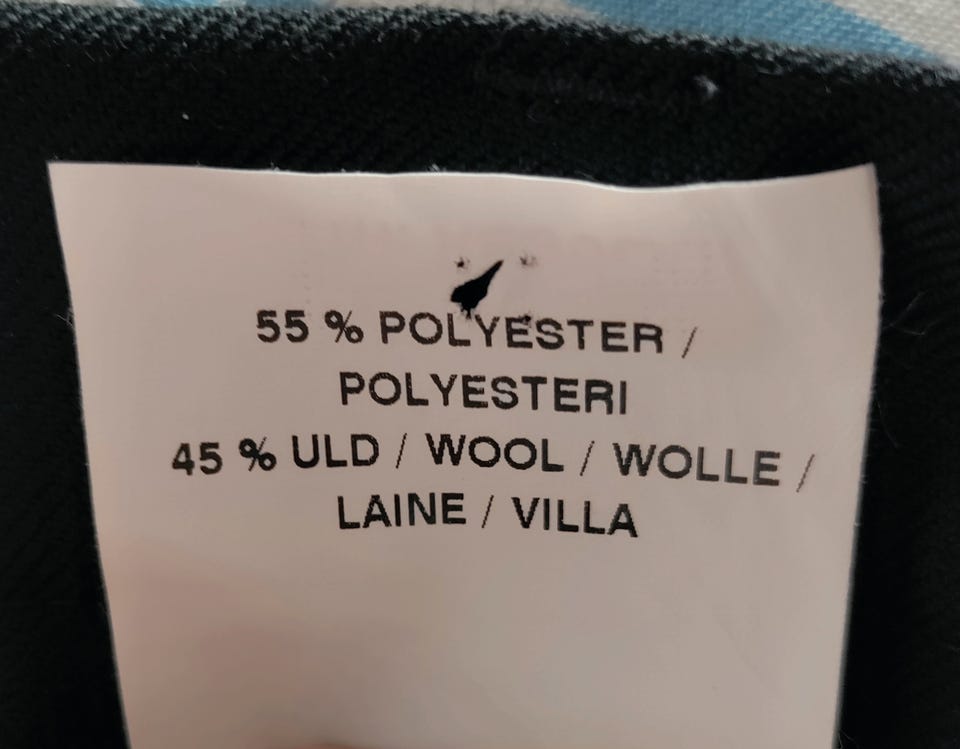 55 % POLYESTER /
POLYESTERI
45 % ULD / WOOL / WOLLE /
LAINE / VILLA